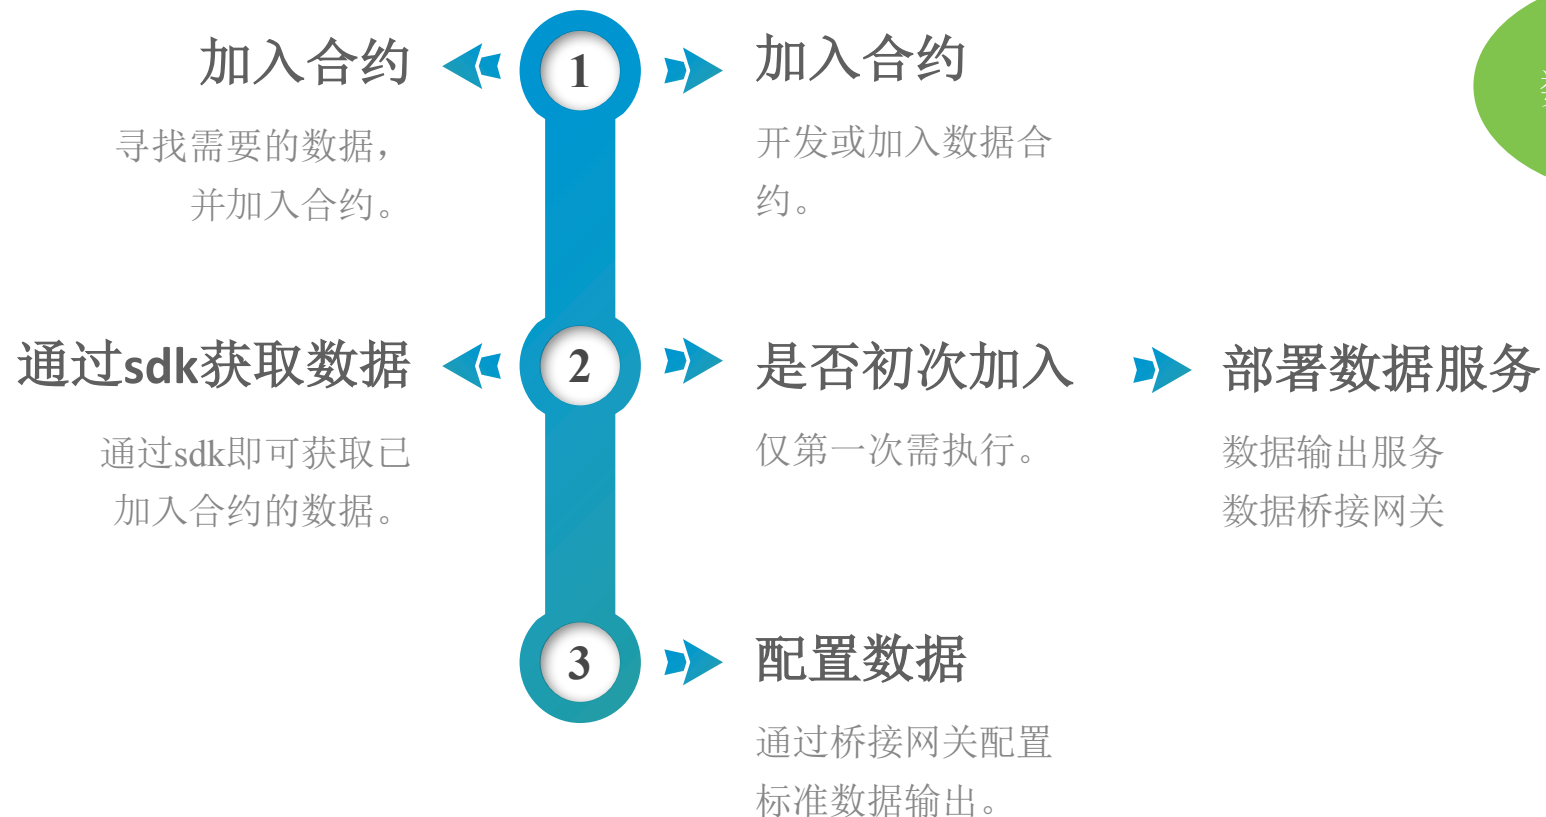 加入合约
寻找需要的数据，
并加入合约。
1
加入合约
开发或加入数据合
约。
通过sdk获取数据
通过sdk即可获取已
加入合约的数据。
2
是否初次加入
仅第一次需执行。
部署数据服务
数据输出服务
数据桥接网关
3
配置数据
通过桥接网关配置
标准数据输出。